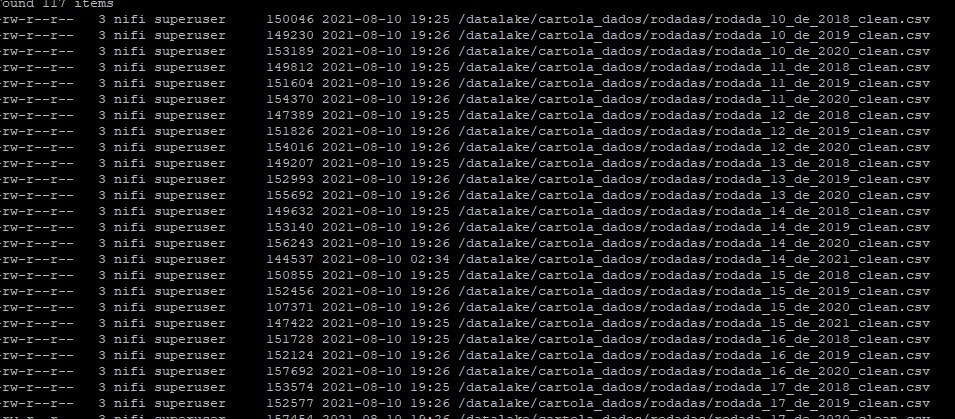 ound 117 items
-rw-r--r-- 3 nifi superuser 150046 2021-08-10 19:25 /datalake/cartola_dados/rodadas/rodada_10_de_2018_clean.csv
-rw-r--r-- 3 nifi superuser 149230 2021-08-10 19:26 /datalake/cartola_dados/rodadas/rodada_10_de_2019_clean.csv
-rw-r--r-- 3 nifi superuser 153189 2021-08-10 19:26 /datalake/cartola_dados/rodadas/rodada_10_de_2020_clean.csv
-rw-r--r-- 3 nifi superuser 149812 2021-08-10 19:25 /datalake/cartola_dados/rodadas/rodada_11_de_2018_clean.csv
-rw-r--r-- 3 nifi superuser 151604 2021-08-10 19:26 /datalake/cartola_dados/rodadas/rodada_11_de_2019_clean.csv
-rw-r--r-- 3 nifi superuser 154370 2021-08-10 19:26 /datalake/cartola_dados/rodadas/rodada_11_de_2020_clean.csv
-rw-r--r-- 3 nifi superuser 147389 2021-08-10 19:25 /datalake/cartola_dados/rodadas/rodada_12_de_2018_clean.csv
-rw-r--r-- 3 nifi superuser 151826 2021-08-10 19:26 /datalake/cartola_dados/rodadas/rodada_12_de_2019_clean.csv
-rw-r--r-- 3 nifi superuser 154016 2021-08-10 19:26 /datalake/cartola_dados/rodadas/rodada_12_de_2020_clean.csv
-rw-r--r-- 3 nifi superuser 149207 2021-08-10 19:25 /datalake/cartola_dados/rodadas/rodada_13_de_2018_clean.csv
-rw-r--r-- 3 nifi superuser 152993 2021-08-10 19:26 /datalake/cartola_dados/rodadas/rodada_13_de_2019_clean.csv
-rw-r--r-- 3 nifi superuser 155692 2021-08-10 19:26 /datalake/cartola_dados/rodadas/rodada_13_de_2020_clean.csv
-rw-r--r-- 3 nifi superuser 149632 2021-08-10 19:25 /datalake/cartola_dados/rodadas/rodada_14_de_2018_clean.csv
-rw-r--r-- 3 nifi superuser 153140 2021-08-10 19:26 /datalake/cartola_dados/rodadas/rodada_14_de_2019_clean.csv
-rw-r--r-- 3 nifi superuser 156243 2021-08-10 19:26 /datalake/cartola_dados/rodadas/rodada_14_de_2020_clean.csv
-rw-r--r-- 3 nifi superuser 144537 2021-08-10 02:34 /datalake/cartola_dados/rodadas/rodada_14_de_2021_clean.csv
-rw-r--r-- 3 nifi superuser 150855 2021-08-10 19:25 /datalake/cartola_dados/rodadas/rodada_15_de_2018_clean.csv
-rw-r--r-- 3 nifi superuser 152456 2021-08-10 19:26 /datalake/cartola_dados/rodadas/rodada_15_de_2019_clean.csv
-rw-r--r-- 3 nifi superuser 107371 2021-08-10 19:26 /datalake/cartola_dados/rodadas/rodada_15_de_2020_clean.csv
-rw-r--r-- 3 nifi superuser 147422 2021-08-10 19:25 /datalake/cartola_dados/rodadas/rodada_15_de_2021_clean.csv
-rw-r--r-- 3 nifi superuser 151728 2021-08-10 19:25 /datalake/cartola_dados/rodadas/rodada_16_de_2018_clean.csv
-rw-r--r-- 3 nifi superuser 152124 2021-08-10 19:26 /datalake/cartola_dados/rodadas/rodada_16_de_2019_clean.csv
-rw-r--r-- 3 nifi superuser 157692 2021-08-10 19:26 /datalake/cartola_dados/rodadas/rodada_16_de_2020_clean.csv
-rw-r--r-- 3 nifi superuser 153574 2021-08-10 19:25 /datalake/cartola_dados/rodadas/rodada_17_de_2018_clean.csv
-rw-r--r-- 3 nifi superuser 152577 2021-08-10 19:26 /datalake/cartola_dados/rodadas/rodada_17_de_2019_clean.csv
-rw-r--r-- 3 nifi superuser 157454 2021-08-10 19:26 /datalake/cartola_dados/rodadas/rodada_17_de_2020_clean.csv